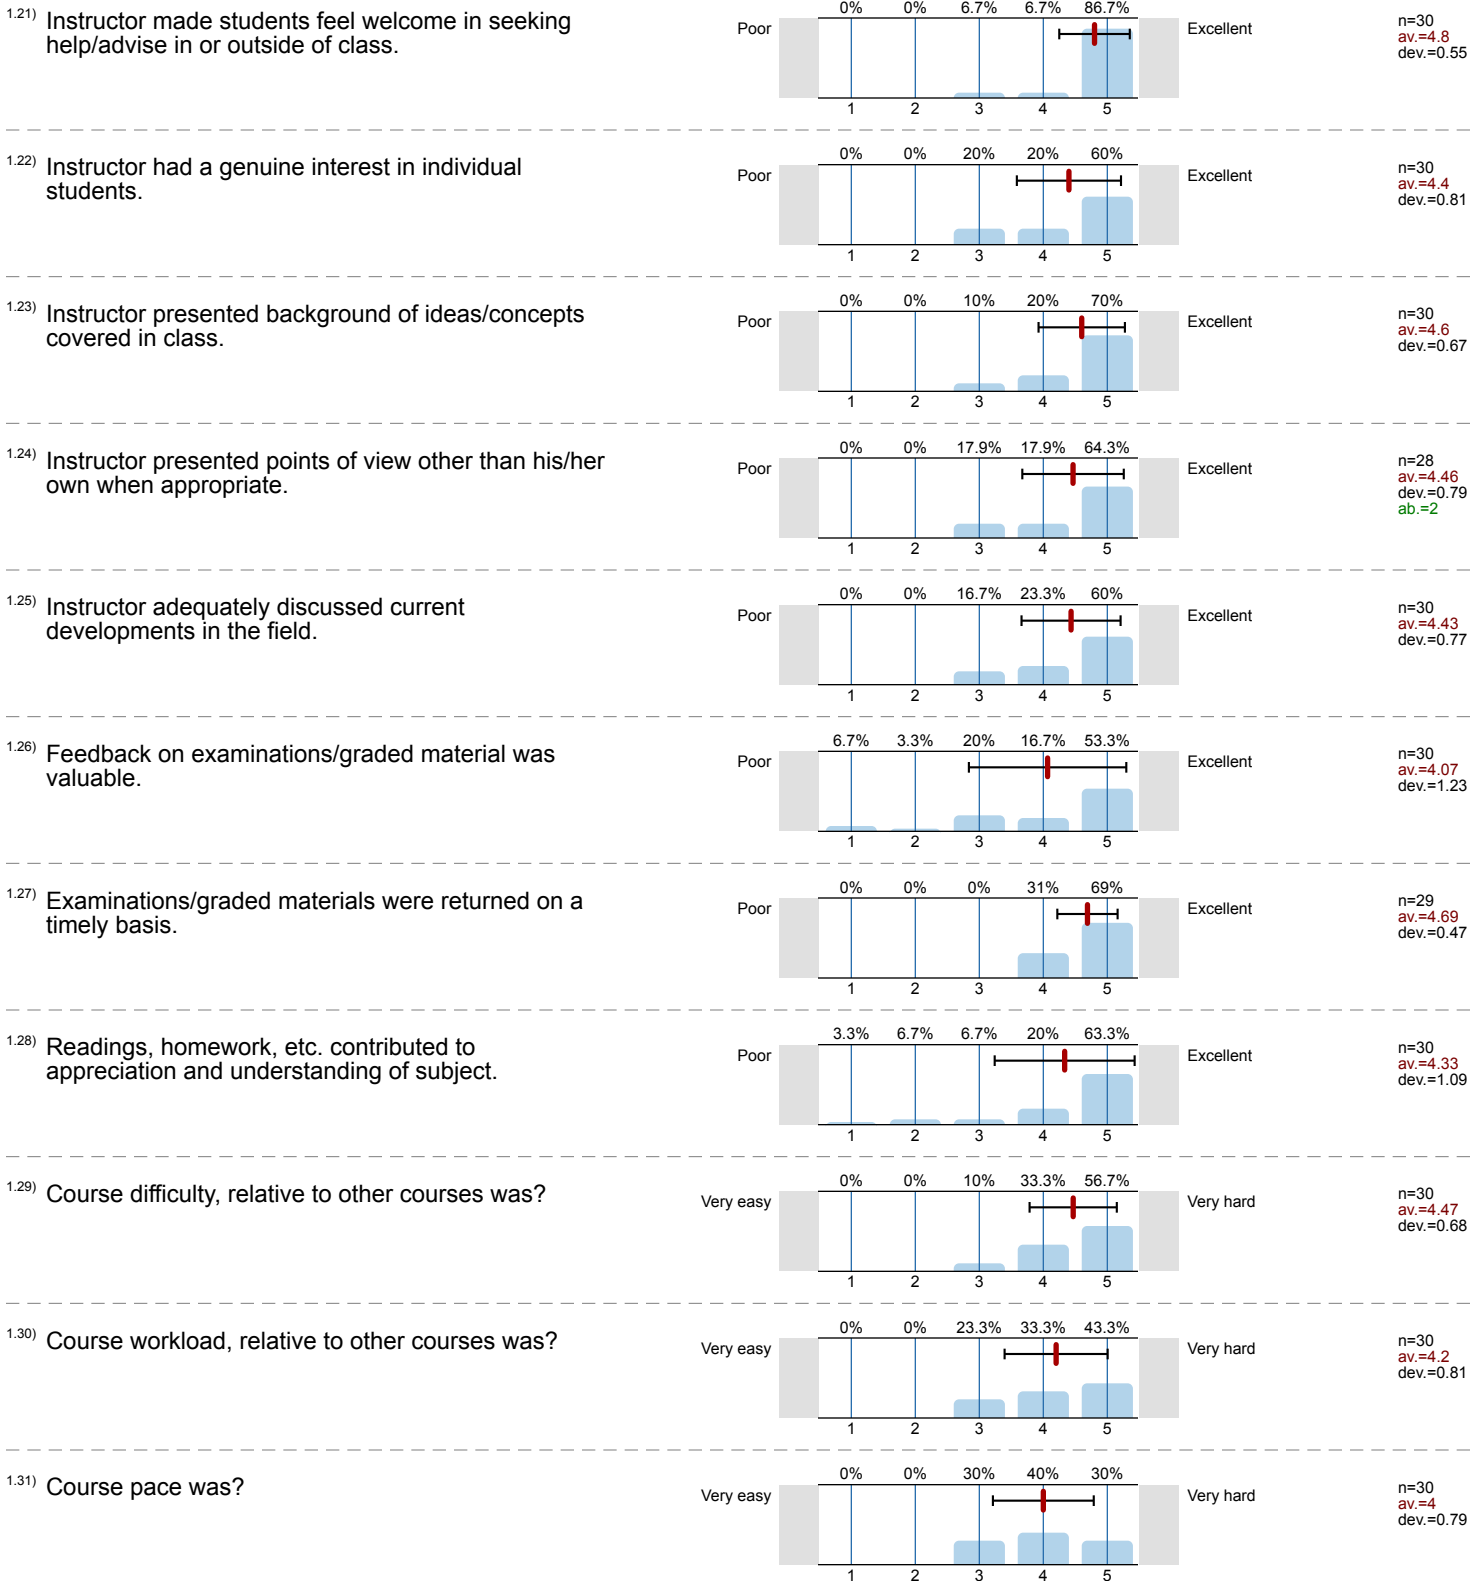 1.21) Instructor made students feel welcome in seeking
help/advise in or outside of class.
0% 0% 6.7% 6.7% 86.7%
Poor Excellent
1 2 3 4 5
n=30
av.=4.8
dev.=0.55
1.22) Instructor had a genuine interest in individual
students.
0% 0% 20% 20% 60%
Poor Excellent
1 2 3 4 5
n=30
av.=4.4
dev.=0.81
1.23) Instructor presented background of ideas/concepts
covered in class.
0% 0% 10% 20% 70%
Poor Excellent
1 2 3 4 5
n=30
av.=4.6
dev.=0.67
1.24) Instructor presented points of view other than his/her
own when appropriate.
0% 0% 17.9% 17.9% 64.3%
Poor Excellent
1 2 3 4 5
n=28
av.=4.46
dev.=0.79
ab.=2
1.25) Instructor adequately discussed current
developments in the field.
0% 0% 16.7% 23.3% 60%
Poor Excellent
1 2 3 4 5
n=30
av.=4.43
dev.=0.77
1.26) Feedback on examinations/graded material was
valuable.
6.7% 3.3% 20% 16.7% 53.3%
Poor Excellent
1 2 3 4 5
n=30
av.=4.07
dev.=1.23
1.27) Examinations/graded materials were returned on a
timely basis.
0% 0% 0% 31% 69%
Poor Excellent
1 2 3 4 5
n=29
av.=4.69
dev.=0.47
1.28) Readings, homework, etc. contributed to
appreciation and understanding of subject.
3.3% 6.7% 6.7% 20% 63.3%
Poor Excellent
1 2 3 4 5
n=30
av.=4.33
dev.=1.09
1.29) Course difficulty, relative to other courses was?
0% 0% 10% 33.3% 56.7%
Very easy Very hard
1 2 3 4 5
n=30
av.=4.47
dev.=0.68
1.30) Course workload, relative to other courses was?
0% 0% 23.3% 33.3% 43.3%
Very easy Very hard
1 2 3 4 5
n=30
av.=4.2
dev.=0.81
1.31) Course pace was?
0% 0% 30% 40% 30%
Very easy Very hard
1 2 3 4 5
n=30
av.=4
dev.=0.79